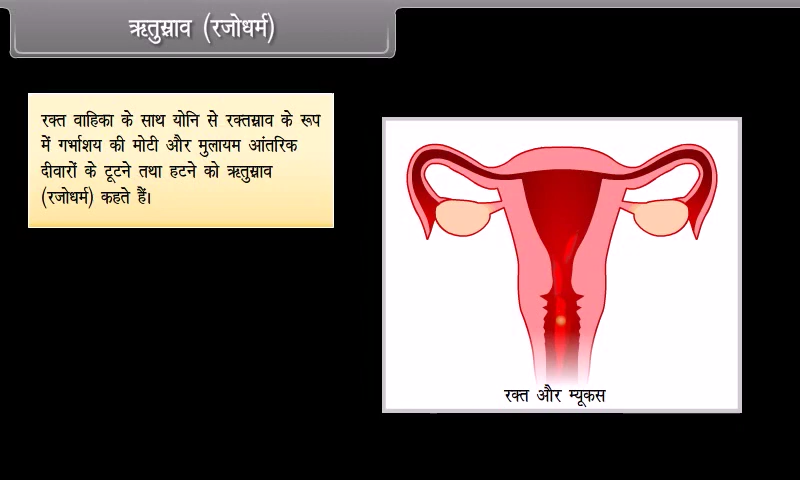 ऋतुस्राव (रजोधर्म)
रक्त वाहिका के साथ योनि से रक्तस्राव के रूप
में गर्भाशय की मोटी और मुलायम आंतरिक
दीवारों के टूटने तथा हटने को ऋतुस्राव
(रजोधर्म) कहते हैं।
रक्त और म्यूकस